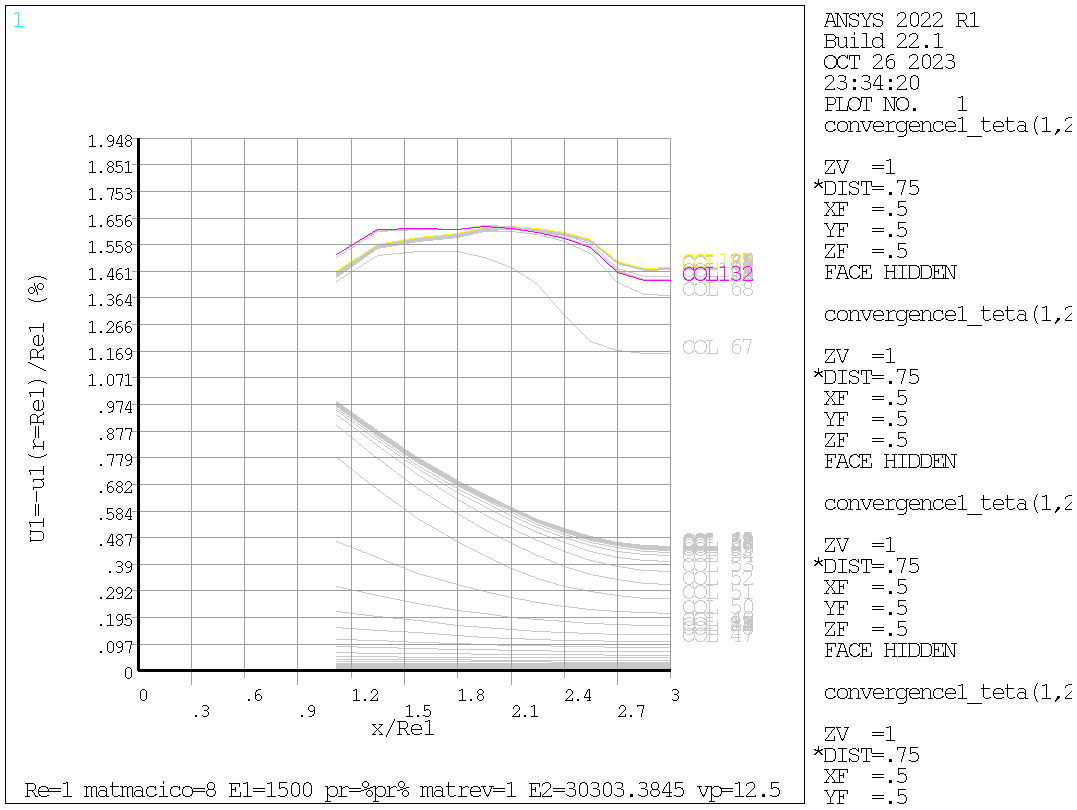 1
ANSYS 2022 R1
Build 22.1
OCT 26 2023
23:34:20
PLOT NO. 1
convergence1_teta(1,2
ZV =1
*DIST=.75
XF =.5
YF =.5
ZF =.5
FACE HIDDEN
convergence1_teta(1,2
ZV =1
*DIST=.75
XF =.5
YF =.5
ZF =.5
FACE HIDDEN
convergence1_teta(1,2
ZV =1
*DIST=.75
XF =.5
YF =.5
ZF =.5
FACE HIDDEN
convergence1_teta(1,2
ZV =1
*DIST=.75
XF =.5
YF =.5
U1=-u1(r=Re1)/Re1 (%)
1.948
1.851
1.753
1.656
1.558
1.461
1.364
1.266
1.169
1.071
.974
.877
.779
.682
.584
.487
.39
.292
.195
.097
0
COL132
COL 68
COL 67
COL 52
COL 51
COL 50
COL 47
0
.3
.6
.9
1.2
1.5
1.8
2.1
2.4
2.7
3
x/Re1
Re=1 matmacico=8 E1=1500 pr=%pr% matrev=1 E2=30303.3845 vp=12.5